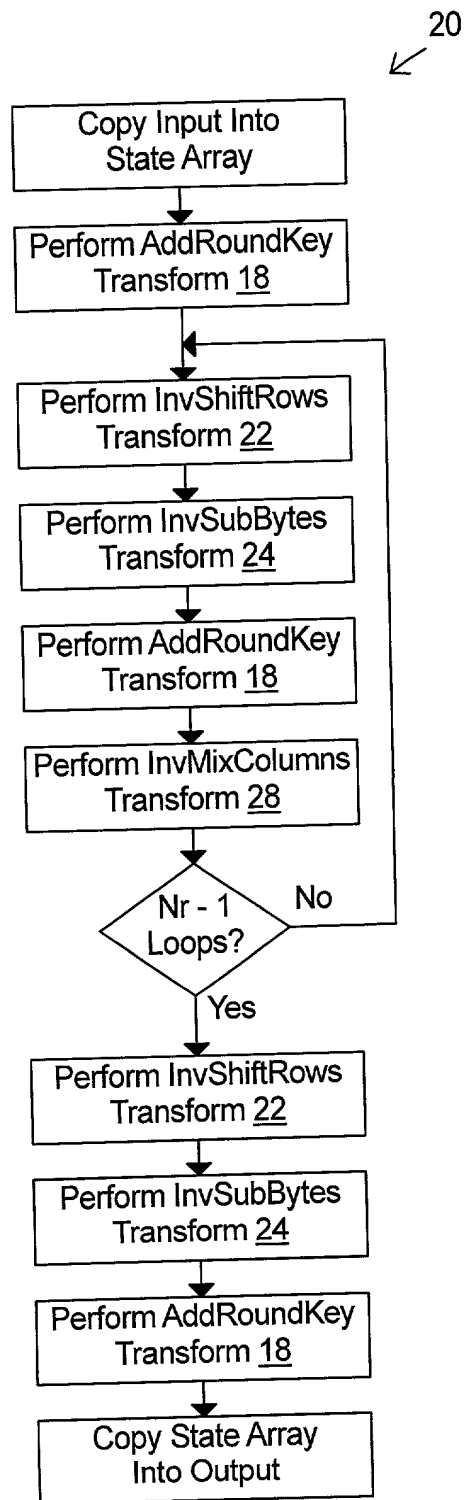 20
Copy Input Into
State Array
Perform AddRoundKey
Transform 18
Perform InvShiftRows
Transform 22
Perform InvSubBytes
Transform 24
Perform AddRoundKey
Transform 18
Perform InvMixColumns
Transform 28
Nr - 1
Loops?
No
Yes
Perform InvShiftRows
Transform 22
Perform InvSubBytes
Transform 24
Perform AddRoundKey
Transform 18
Copy State Array
Into Output